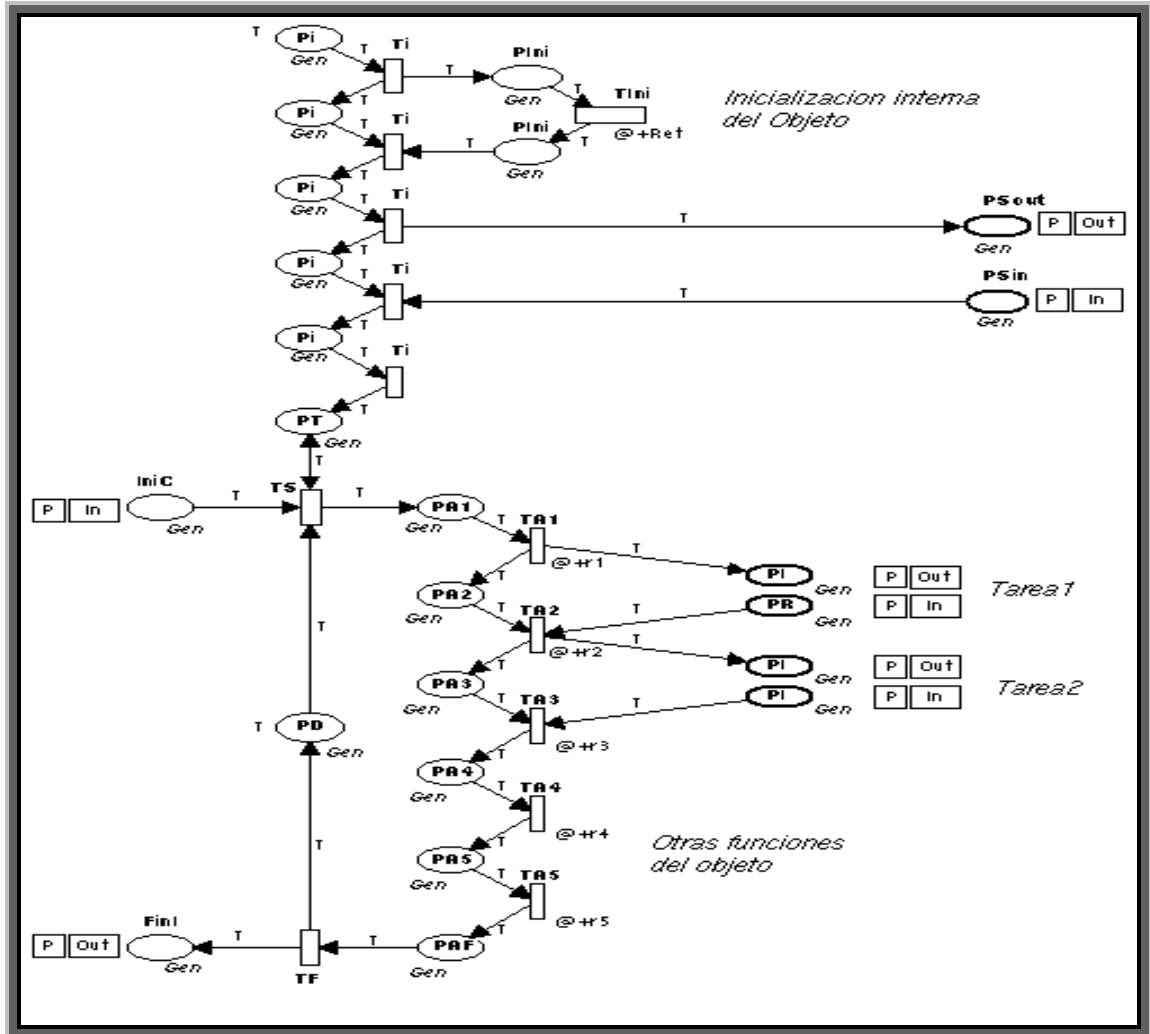 T Pi T Ti
Gen
T PIni
T T TIni
Pi T Ti Gen
Gen PIni @+Ret
T T T
Inicializacion interna
del Objeto
Pi T Ti Gen
Gen
T T PSout P Out
Pi T Ti Gen
Gen PSin
T T P In
Pi T Ti Gen
Gen
T
PT
Gen
T
IniC T TS T PA1
P In Gen Gen T TA1
T @+r1 T PI P Out
PA2 T TA2 Gen Tarea1
Gen T PR P In
T @+r2 T Gen
PI P Out
PA3 T TA3 Gen Tarea2
Gen T PI P In
T @+r3 Gen
T
T PD
Gen
PA4 T TA4
Gen
T @+r4
Otras funciones
del objeto
PA5 T TA5
Gen
T @+r5
T
FinI T T PAF
P Out Gen TF Gen